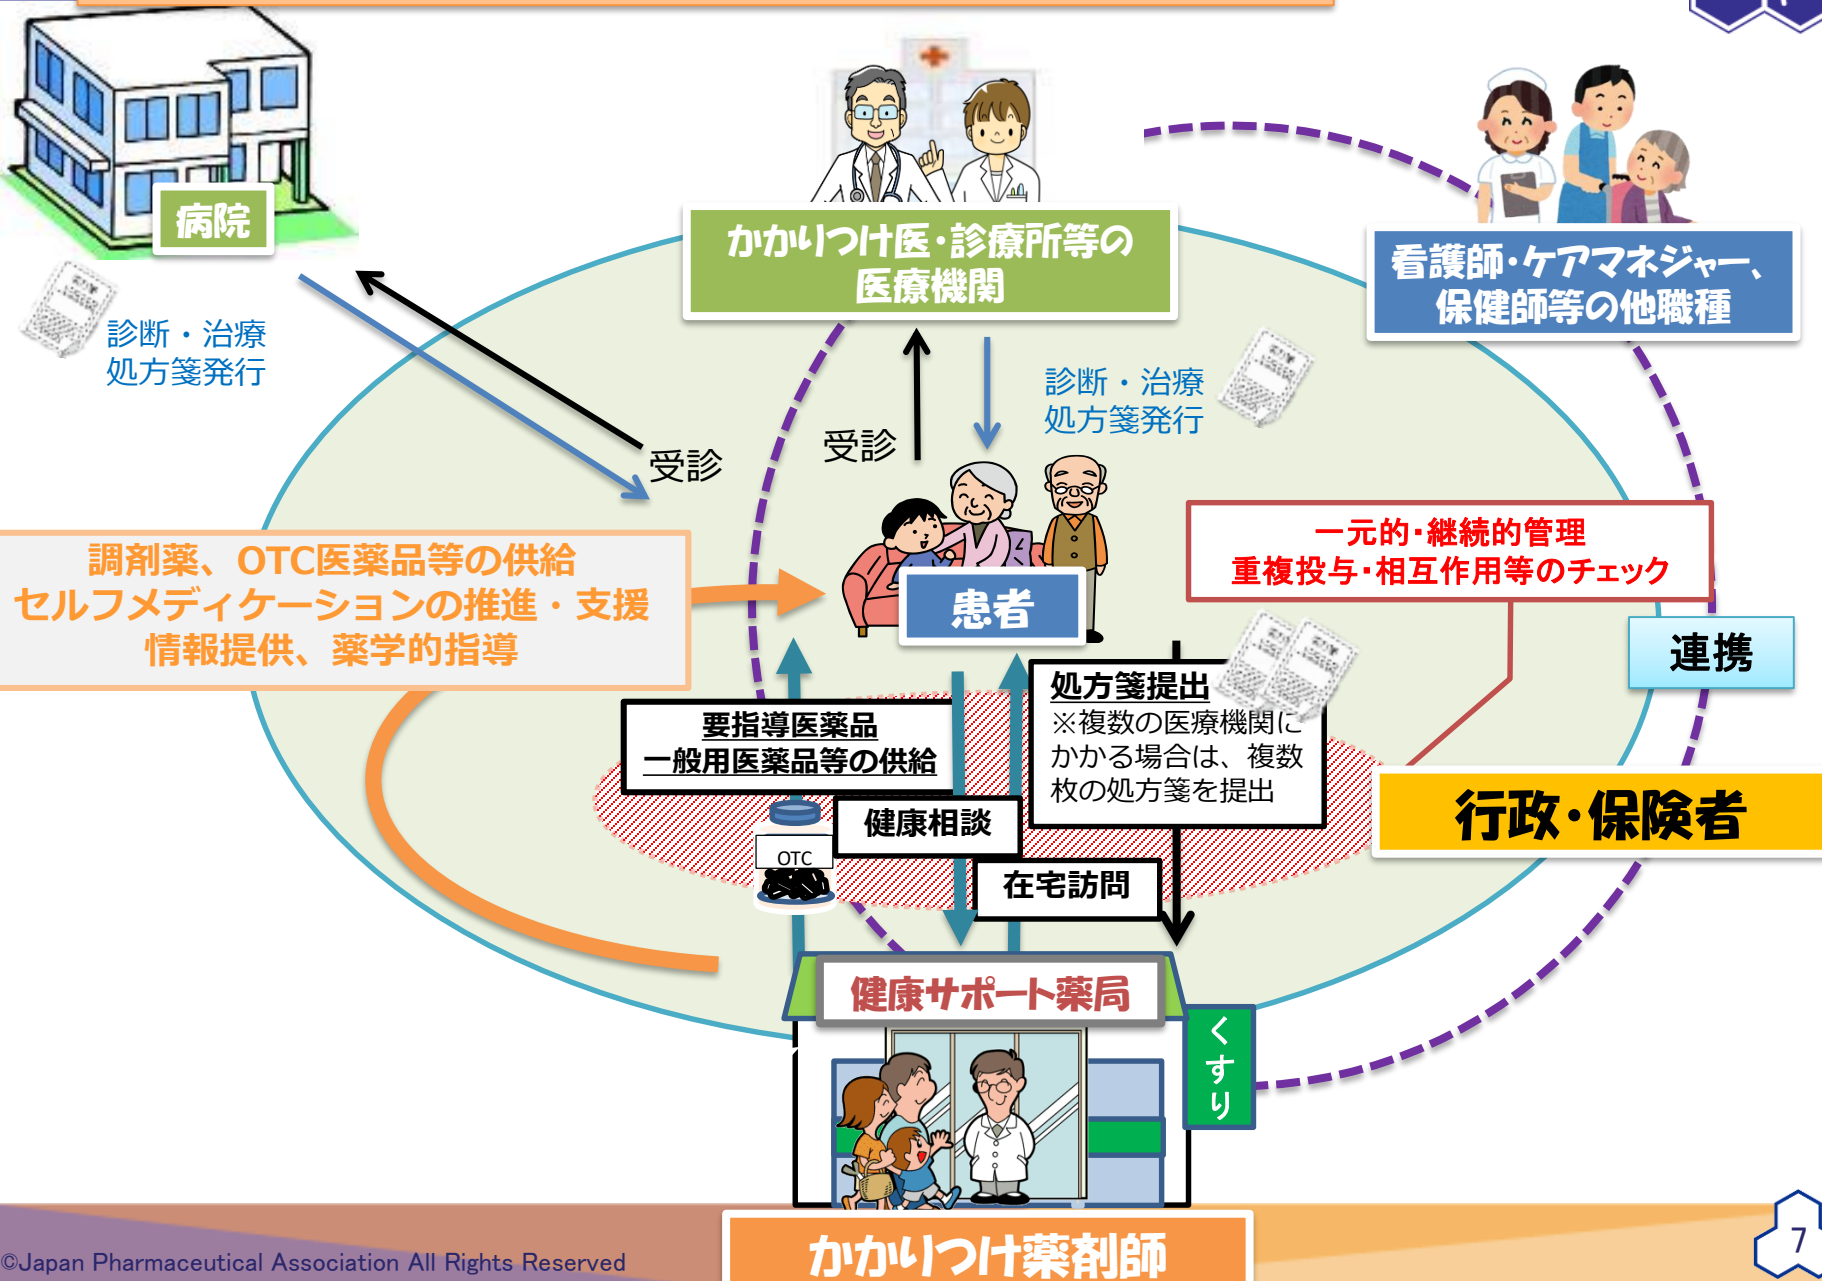 病院
かかりつけ医・診療所等の
医療機関
看護師・ケアマネジャー、
保健師等の他職種
診断・治療
処方箋発行
診断・治療
処方箋発行
受診
受診
一元的・継続的管理
重複投与・相互作用等のチェック
調剤薬、OTC医薬品等の供給
セルフメディケーションの推進・支援
情報提供、薬学的指導
患者
連携
処方箋提出
※複数の医療機関に
かかる場合は、複数
枚の処方箋を提出
要指導医薬品
一般用医薬品等の供給
健康相談
OTC
在宅訪問
行政・保険者
健康サポート薬局
くすり
かかりつけ薬剤師
©Japan Pharmaceutical Association All Rights Reserved
7